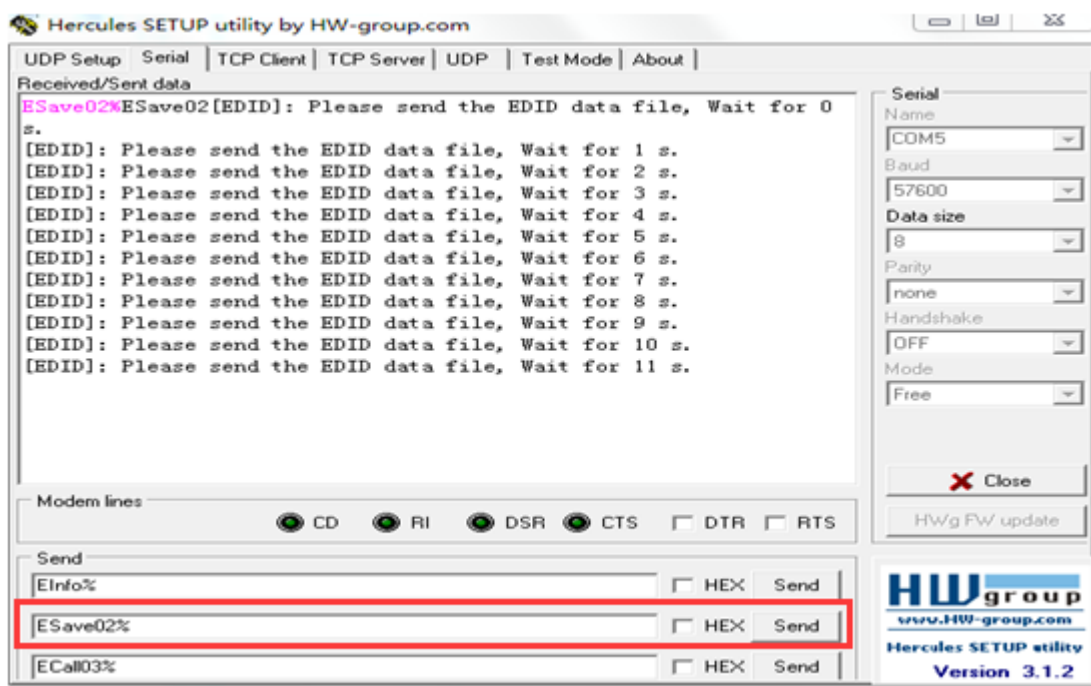 Hercules SETUP utility by HW-group.com
UDP Setup Serial TCP Client TCP Server UDP Test Mode About
Received/Sent data
ESave02%ESave02[EDID]: Please send the EDID data file, Wait for 0
s.
[EDID]: Please send the EDID data file, Wait for 1 s.
[EDID]: Please send the EDID data file, Wait for 2 s.
[EDID]: Please send the EDID data file, Wait for 3 s.
[EDID]: Please send the EDID data file, Wait for 4 s.
[EDID]: Please send the EDID data file, Wait for 5 s.
[EDID]: Please send the EDID data file, Wait for 6 s.
[EDID]: Please send the EDID data file, Wait for 7 s.
[EDID]: Please send the EDID data file, Wait for 8 s.
[EDID]: Please send the EDID data file, Wait for 9 s.
[EDID]: Please send the EDID data file, Wait for 10 s.
[EDID]: Please send the EDID data file, Wait for 11 s.
Serial
Name
COM5
Baud
57600
Data size
8
Parity
none
Handshake
OFF
Mode
Free
Close
HWg FW update
Modem lines
CD RI DSR CTS DTR RTS
Send
EInfo% HEX Send
ESave02% HEX Send
ECall03% HEX Send
HWgroup
www.HW-group.com
Hercules SETUP utility
Version 3.1.2